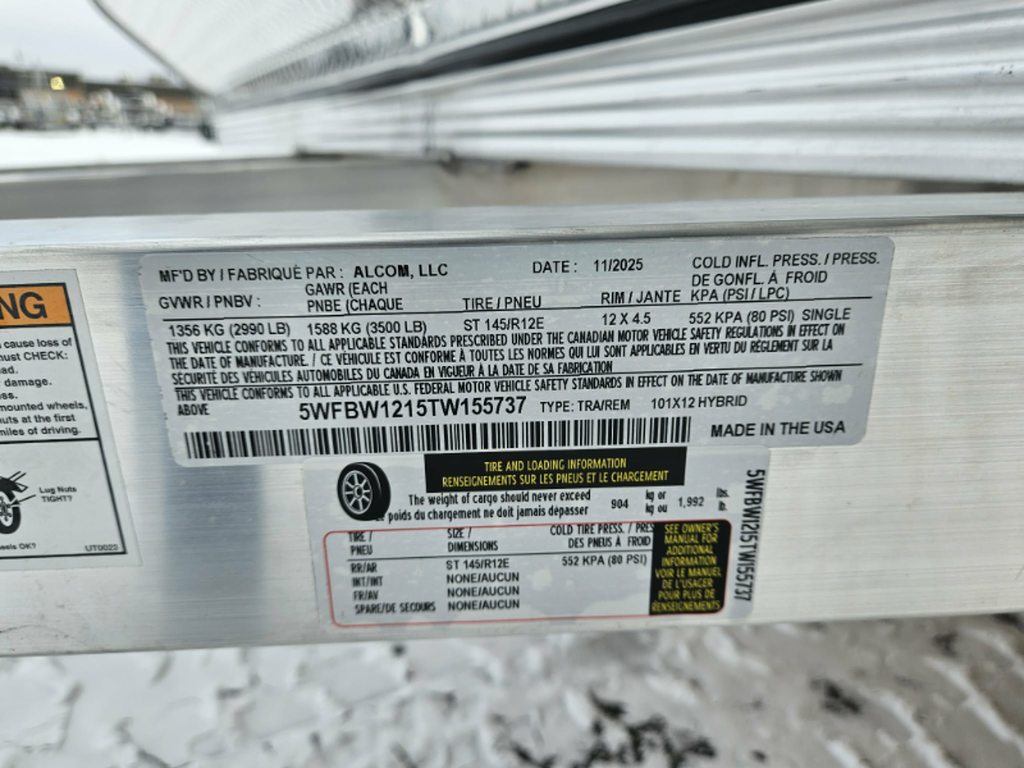 NG
cause loss of
must CHECK:
ad.
damage.
ss.
mounted wheels,
uts at the first
miles of driving.
Lug Nuts
TIGHT?
heels OK?
UT0023
MF'D BY / FABRIQUÉ PAR : ALCOM, LLC DATE : 11/2025 COLD INFL. PRESS. / PRESS.
DE GONFL. À FROID
GVWR / PNBV : GAWR (EACH
PNBE (CHAQUE TIRE / PNEU RIM / JANTE KPA (PSI / LPC)
1356 KG (2990 LB) 1588 KG (3500 LB) ST 145/R12E 12 X 4.5 552 KPA (80 PSI) SINGLE
THIS VEHICLE CONFORMS TO ALL APPLICABLE STANDARDS PRESCRIBED UNDER THE CANADIAN MOTOR VEHICLE SAFETY REGULATIONS IN EFFECT ON
THE DATE OF MANUFACTURE. / CE VÉHICULE EST CONFORME À TOUTES LES NORMES QUI LUI SONT APPLICABLES EN VERTU DU RÉGLEMENT SUR LA
SÉCURITÉ DES VÉHICULES AUTOMOBILES DU CANADA EN VIGUEUR À LA DATE DE SA FABRICATION
THIS VEHICLE CONFORMS TO ALL APPLICABLE U.S. FEDERAL MOTOR VEHICLE SAFETY STANDARDS IN EFFECT ON THE DATE OF MANUFACTURE SHOWN
ABOVE 5WFBW1215TW155737 TYPE: TRA/REM 101X12 HYBRID
MADE IN THE USA
TIRE AND LOADING INFORMATION
RENSEIGNEMENTS SUR LES PNEUS ET LE CHARGEMENT
The weight of cargo should never exceed
Le poids du chargement ne doit jamais dépasser
904 kg or 1,992 lbs.
kg ou lb.
TIRE / SIZE / COLD TIRE PRESS. / PRES
PNEU DIMENSIONS DES PNEUS À FROID
RR/AR ST 145/R12E 552 KPA (80 PSI)
INT/INT NONE/AUCUN
FR/AV NONE/AUCUN
SPARE/DE SECOURS NONE/AUCUN
SEE OWNER'S
MANUAL FOR
ADDITIONAL
INFORMATION
VOIR LE MANUEL
DE L'USAGER
POUR PLUS DE
RENSEIGNEMENTS
5WFBW1215TW155737